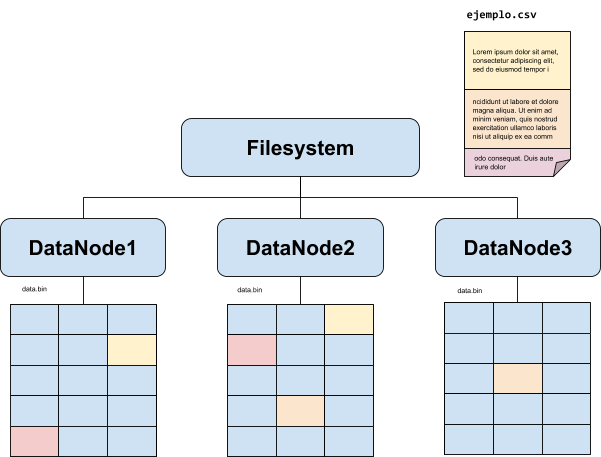 ejemplo.csv
Lorem ipsum dolor sit amet,
consectetur adipiscing elit,
sed do eiusmod tempor i
ncididunt ut labore et dolore
magna aliqua. Ut enim ad
minim veniam, quis nostrud
exercitation ullamco laboris
nisi ut aliquip ex ea comm
odo consequat. Duis aute
irure dolor
Filesystem
DataNode1
DataNode2
DataNode3
data.bin
data.bin
data.bin